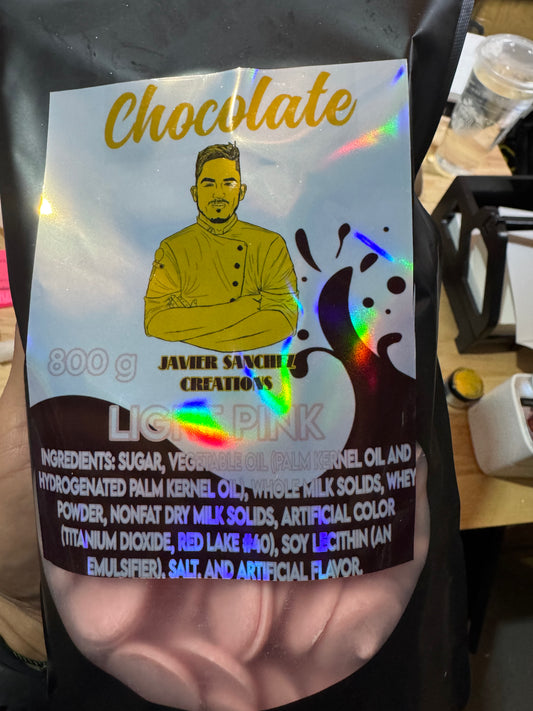 Chocolate
800 g
JAVIER SANCHEZ
CREATIONS
LIGHT PINK
INGREDIENTS: SUGAR, VEGETABLE OIL (PALM KERNEL OIL AND
HYDROGENATED PALM KERNEL OIL), WHOLE MILK SOLIDS, WHEY
POWDER, NONFAT DRY MILK SOLIDS, ARTIFICIAL COLOR
(TITANIUM DIOXIDE, RED LAKE #40), SOY LECITHIN (AN
EMULSIFIER), SALT, AND ARTIFICIAL FLAVOR.